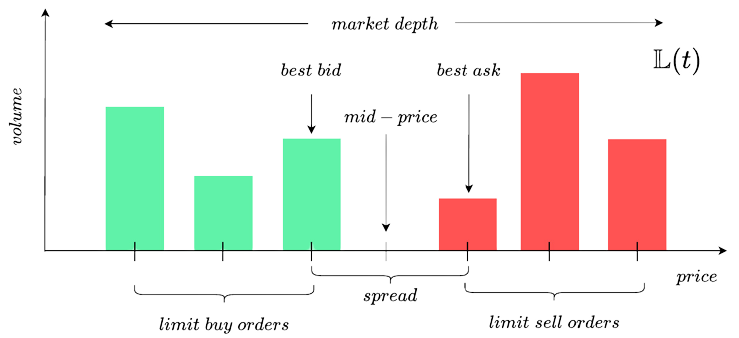 market depth
𝕃(t)
best bid
best ask
mid − price
volume
price
spread
limit buy orders
limit sell orders